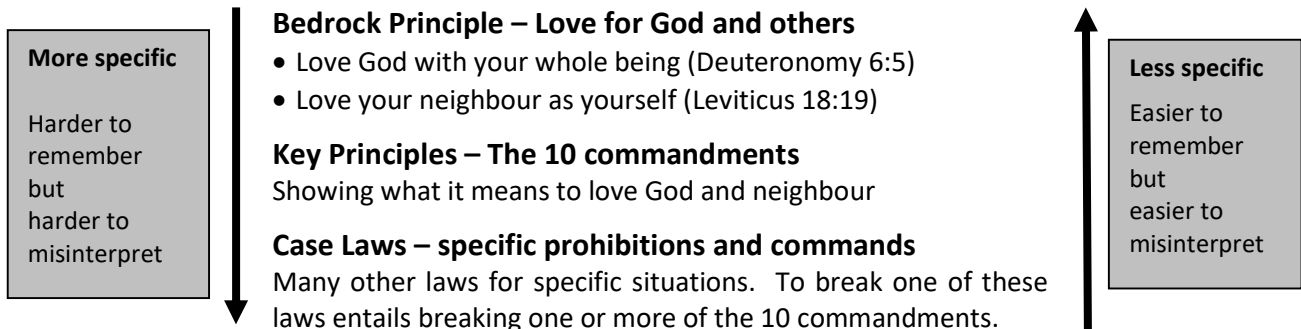 More specific
Harder to
remember
but
harder to
misinterpret
Bedrock Principle – Love for God and others
• Love God with your whole being (Deuteronomy 6:5)
• Love your neighbour as yourself (Leviticus 18:19)
Key Principles – The 10 commandments
Showing what it means to love God and neighbour
Case Laws – specific prohibitions and commands
Many other laws for specific situations. To break one of these
laws entails breaking one or more of the 10 commandments.
Less specific
Easier to
remember
but
easier to
misinterpret